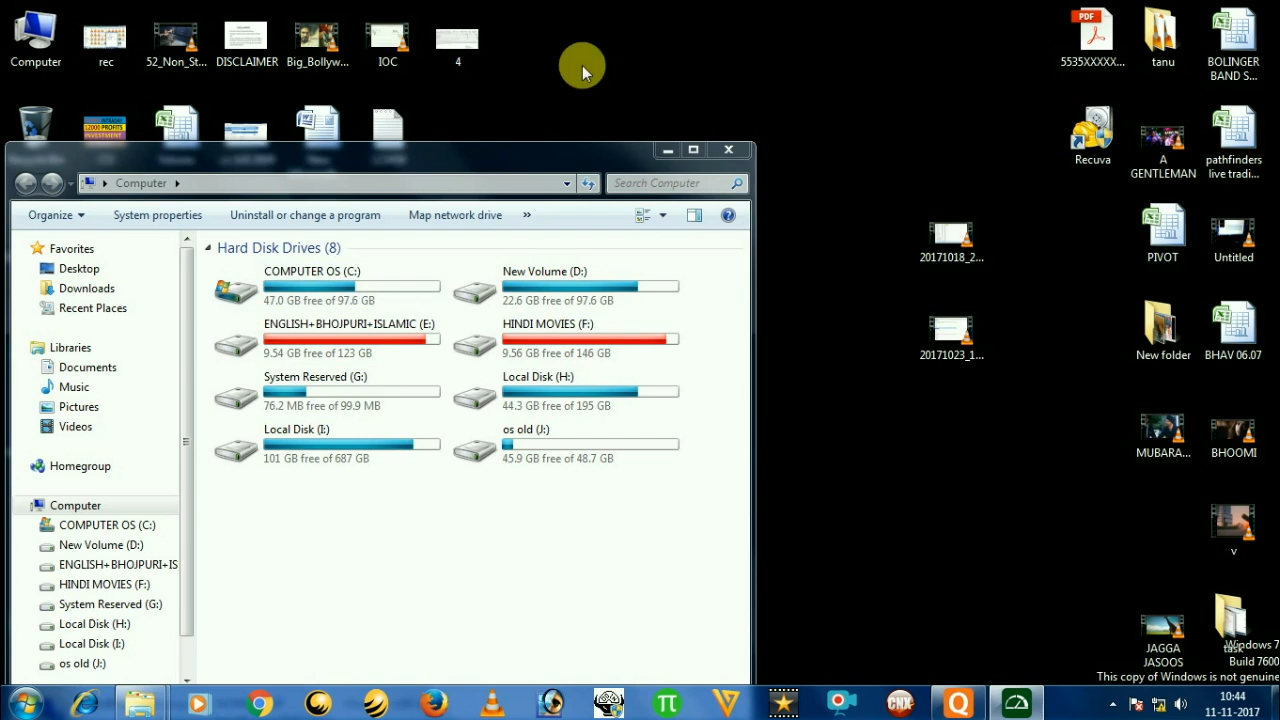 Computer
rec
52_Non_St...
DISCLAIMER
Big_Bollyw...
IOC
4
PDF
5535XXXXX...
tanu
BOLINGER
BAND S...
12000 PROFITS
INVESTMENT
Recuva
A
GENTLEMAN
pathfinders
live tradi...
Computer
Search Computer
Organize
System properties
Uninstall or change a program
Map network drive
»
Favorites
Desktop
Downloads
Recent Places
Libraries
Documents
Music
Pictures
Videos
Homegroup
Computer
COMPUTER OS (C:)
New Volume (D:)
ENGLISH+BHOJPURI+IS
HINDI MOVIES (F:)
System Reserved (G:)
Local Disk (H:)
Local Disk (I:)
os old (J:)
Hard Disk Drives (8)
COMPUTER OS (C:)
47.0 GB free of 97.6 GB
New Volume (D:)
22.6 GB free of 97.6 GB
ENGLISH+BHOJPURI+ISLAMIC (E:)
9.54 GB free of 123 GB
HINDI MOVIES (F:)
9.56 GB free of 146 GB
System Reserved (G:)
76.2 MB free of 99.9 MB
Local Disk (H:)
44.3 GB free of 195 GB
Local Disk (I:)
101 GB free of 687 GB
os old (J:)
45.9 GB free of 48.7 GB
20171018_2...
PIVOT
Untitled
20171023_1...
New folder
BHAV 06.07
MUBARA...
BHOOMI
v
JAGGA
JASOOS
task
Windows 7
Build 7600
This copy of Windows is not genuine
CNX
Q
10:44
11-11-2017